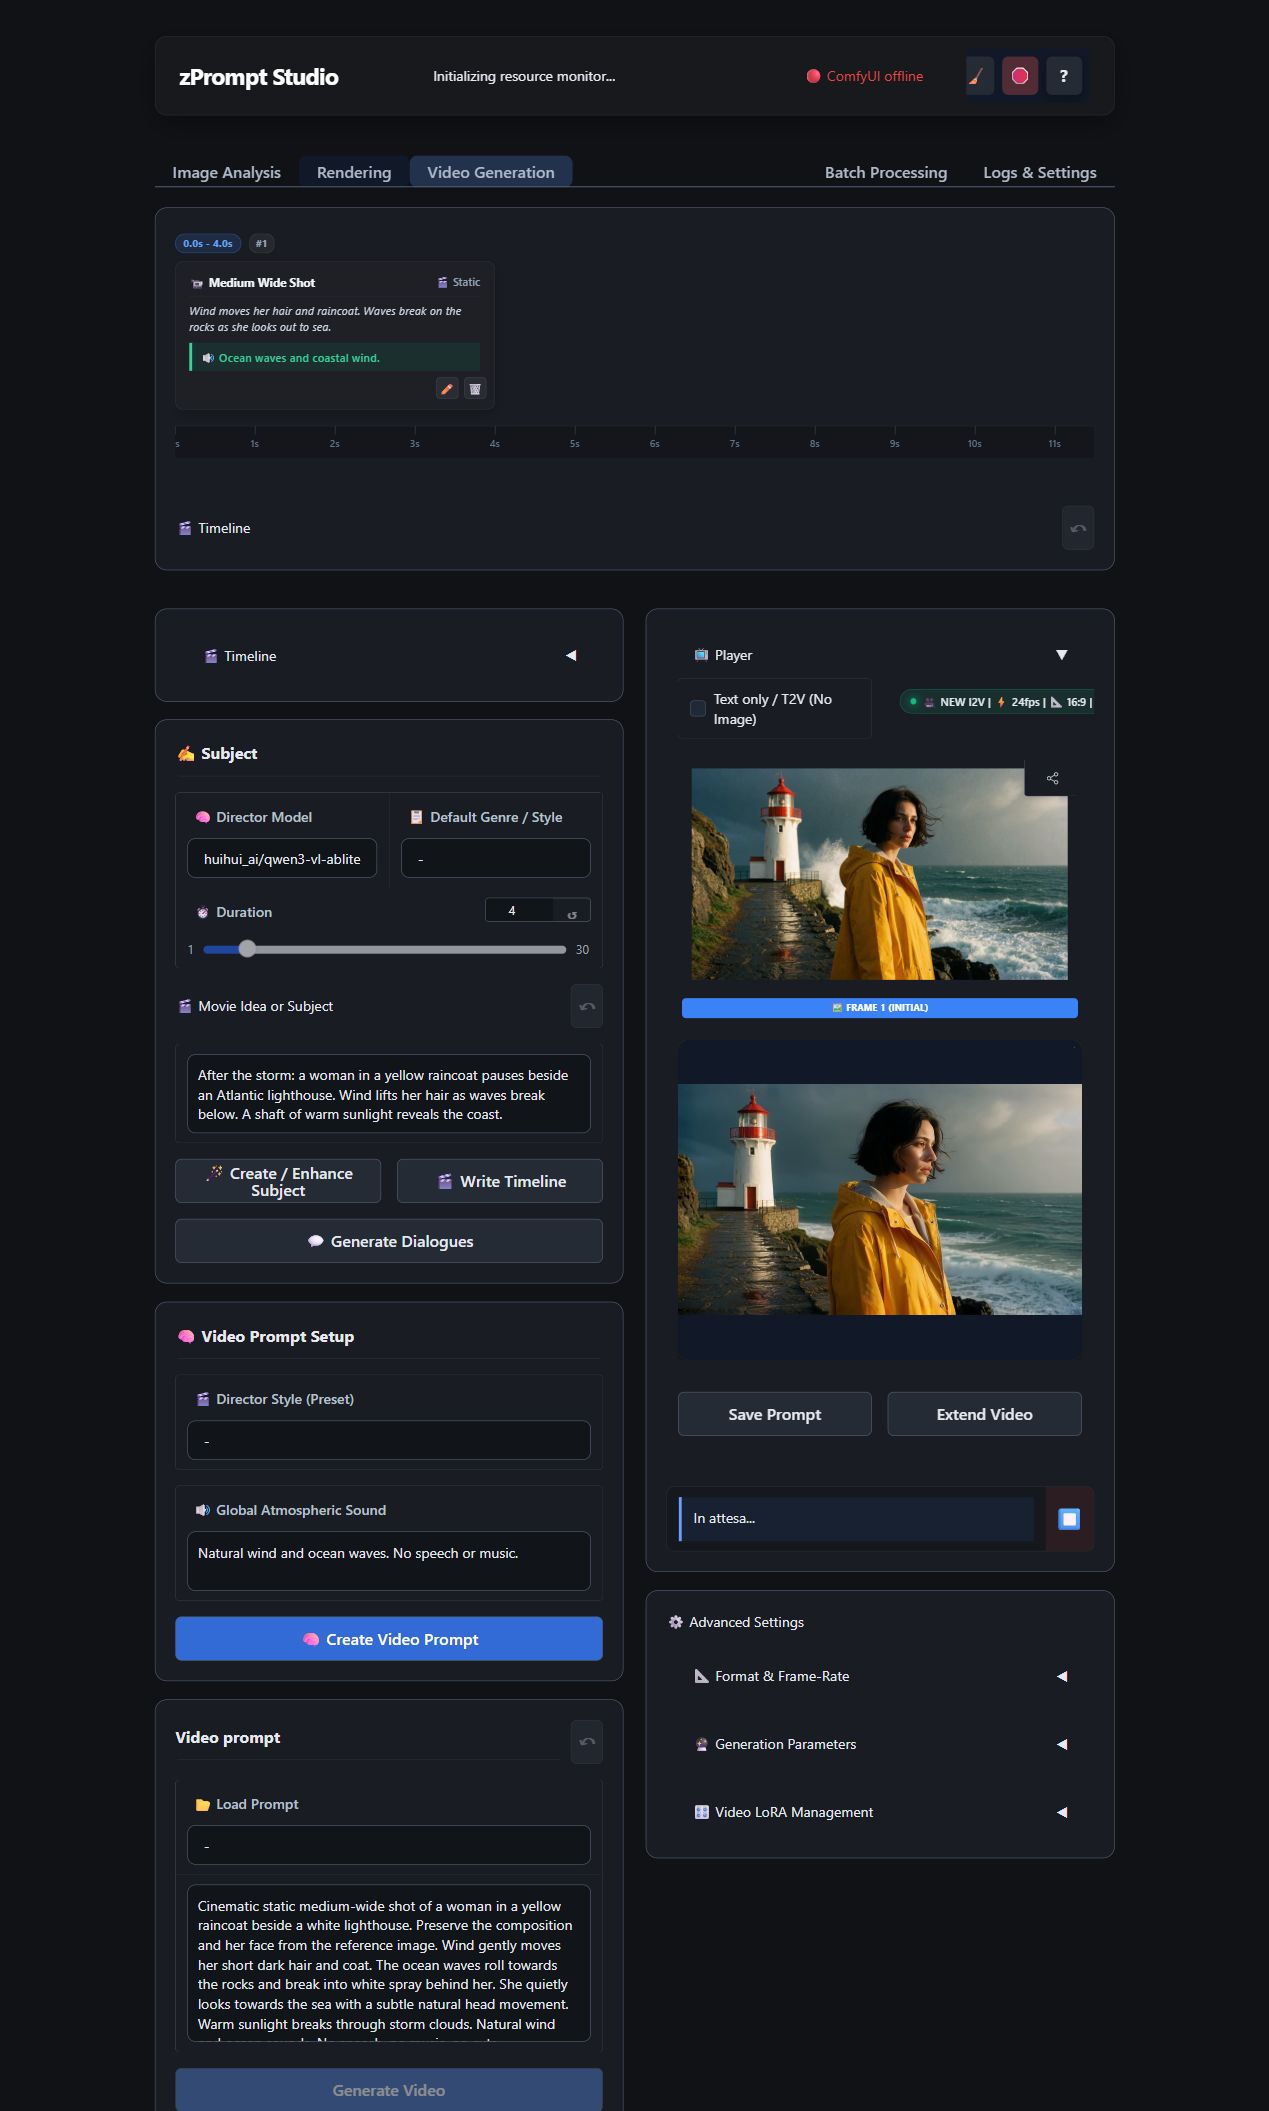 zPrompt Studio
Initializing resource monitor...
ComfyUI offline
?
Image Analysis
Rendering
Video Generation
Batch Processing
Logs & Settings
0.0s - 4.0s
#1
Medium Wide Shot
Static
Wind moves her hair and raincoat. Waves break on the
rocks as she looks out to sea.
Ocean waves and coastal wind.
s 1s 2s 3s 4s 5s 6s 7s 8s 9s 10s 11s
Timeline
Timeline
Subject
Director Model
Default Genre / Style
huihui_ai/qwen3-vl-ablite
-
Duration
4
1
30
Movie Idea or Subject
After the storm: a woman in a yellow raincoat pauses beside
an Atlantic lighthouse. Wind lifts her hair as waves break
below. A shaft of warm sunlight reveals the coast.
Create / Enhance
Subject
Write Timeline
Generate Dialogues
Video Prompt Setup
Director Style (Preset)
-
Global Atmospheric Sound
Natural wind and ocean waves. No speech or music.
Create Video Prompt
Video prompt
Load Prompt
-
Cinematic static medium-wide shot of a woman in a yellow
raincoat beside a white lighthouse. Preserve the composition
and her face from the reference image. Wind gently moves
her short dark hair and coat. The ocean waves roll towards
the rocks and break into white spray behind her. She quietly
looks towards the sea with a subtle natural head movement.
Warm sunlight breaks through storm clouds. Natural wind
Generate Video
Player
Text only / T2V (No
Image)
NEW I2V | 24fps | 16:9 |
FRAME 1 (INITIAL)
Save Prompt
Extend Video
In attesa...
Advanced Settings
Format & Frame-Rate
Generation Parameters
Video LoRA Management